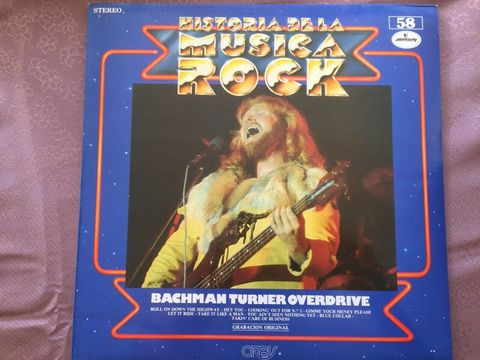 STEREO
HISTORIA DE LA
MUSICA
ROCK
58
mercury
BACHMAN TURNER OVERDRIVE
ROLL ON DOWN THE HIGHWAY - HEY YOU - LOOKING' OUT FOR N.º 1 - GIMME YOUR MENEY PLEASE
- LET IT RIDE - TAKE IT LIKE A MAN - YOU AIN'T SEEN NOTHING YET - BLUE COLLAR -
TAKIN' CARE OF BUSINESS
GRABACION ORIGINAL
ORBIS